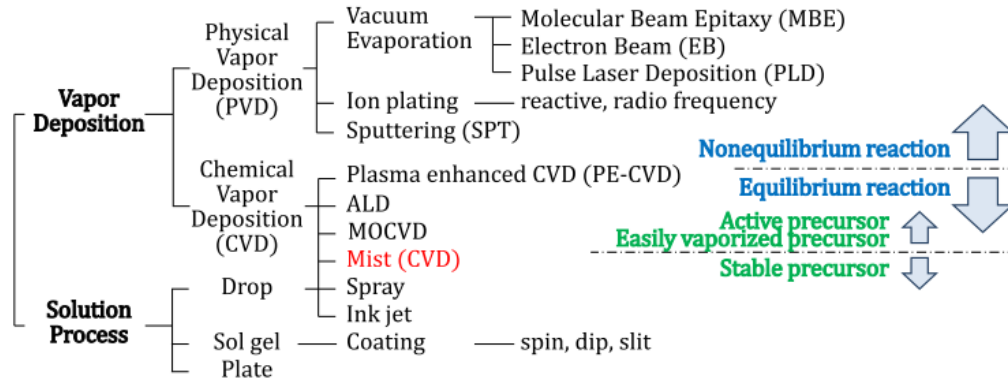 Vacuum
Evaporation
Molecular Beam Epitaxy (MBE)
Electron Beam (EB)
Pulse Laser Deposition (PLD)
Physical
Vapor
Deposition
(PVD)
Vapor
Deposition
Ion plating
reactive, radio frequency
Sputtering (SPT)
Nonequilibrium reaction
Equilibrium reaction
Chemical
Vapor
Deposition
(CVD)
Plasma enhanced CVD (PE-CVD)
ALD
MOCVD
Mist (CVD)
Active precursor
Easily vaporized precursor
Stable precursor
Solution
Process
Drop
Spray
Ink jet
Sol gel
Coating
spin, dip, slit
Plate